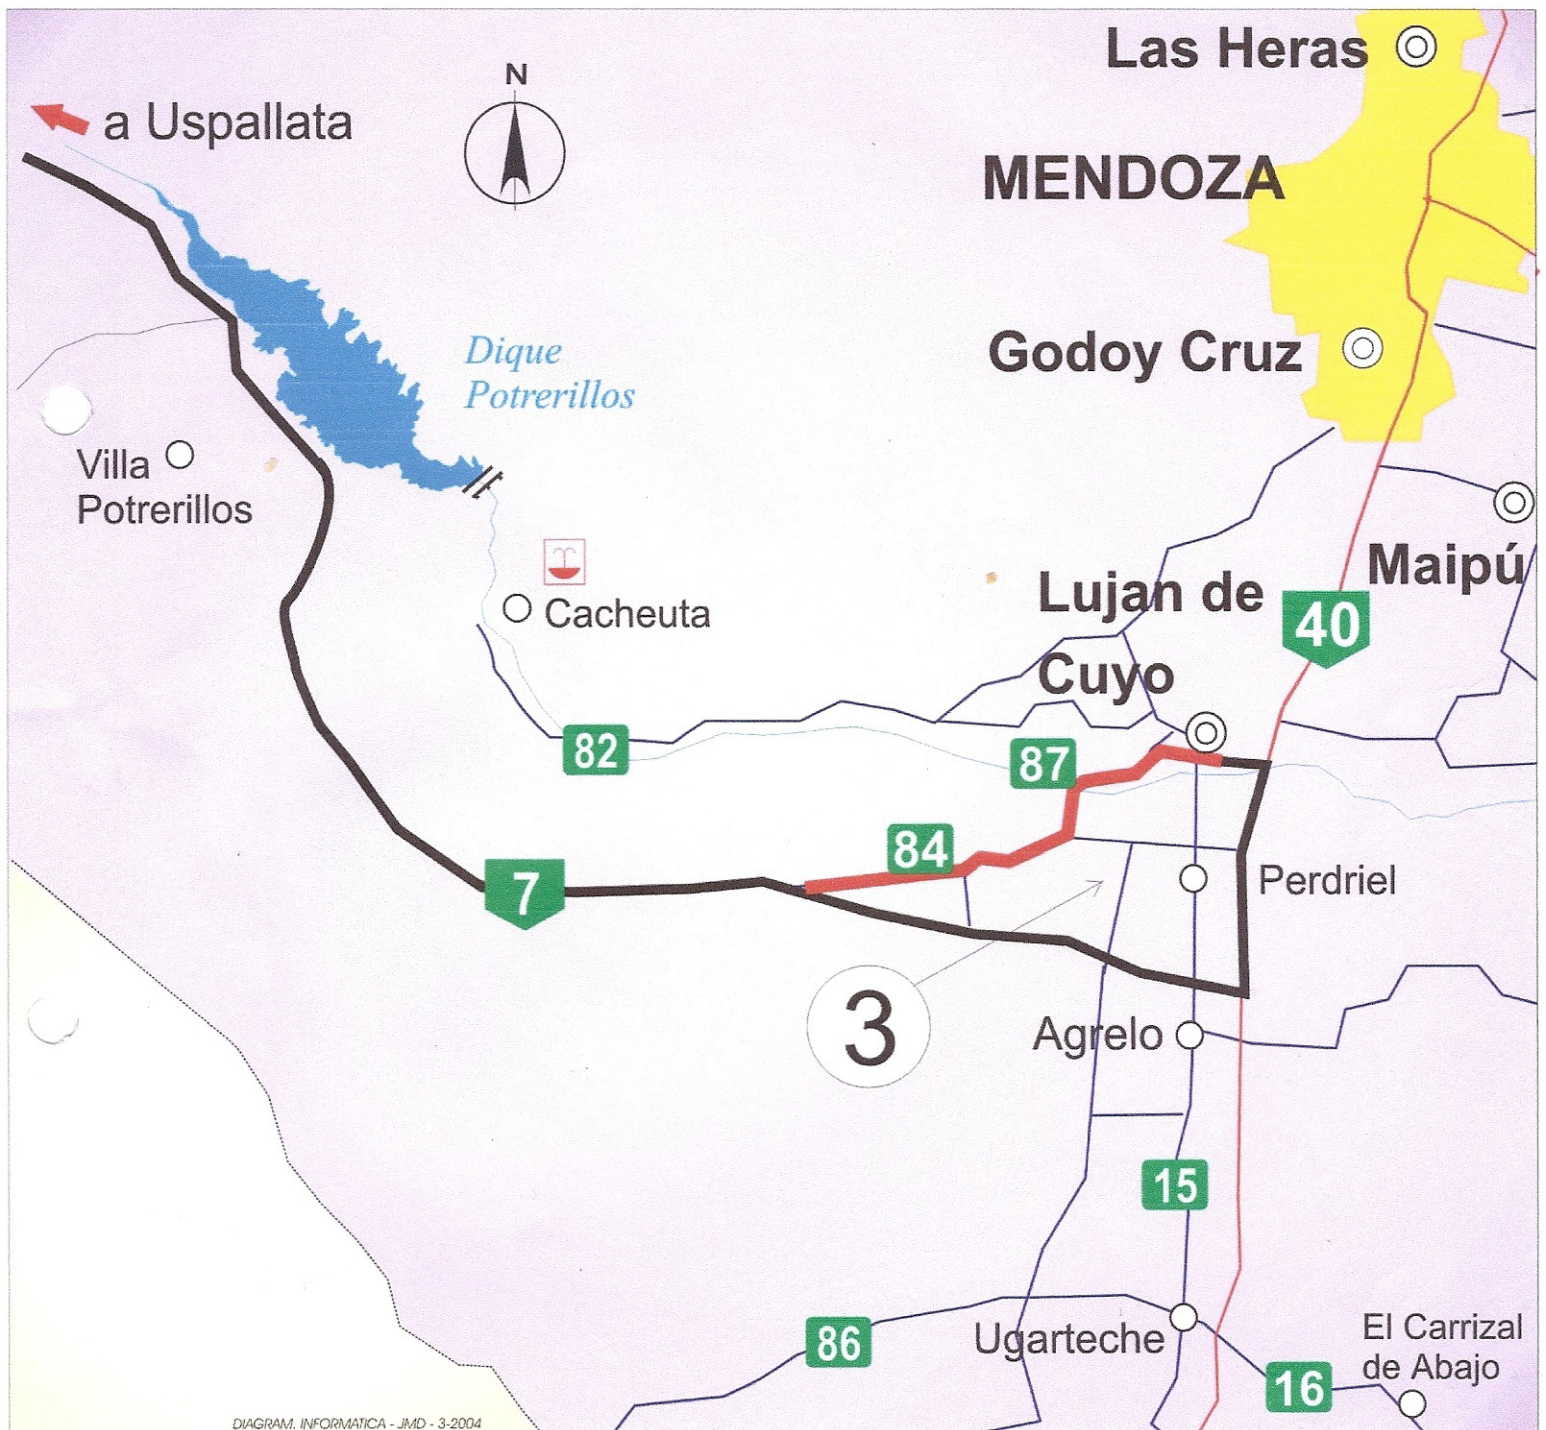 Las Heras
N
a Uspallata
MENDOZA
Dique
Potrerillos
Godoy Cruz
Villa
Potrerillos
Maipú
Lujan de
Cuyo
Cacheuta
40
82
87
84
7
Perdriel
3
Agrelo
15
86
Ugarteche
El Carrizal
de Abajo
16
DIAGRAM. INFORMATICA - JMD - 3-2004